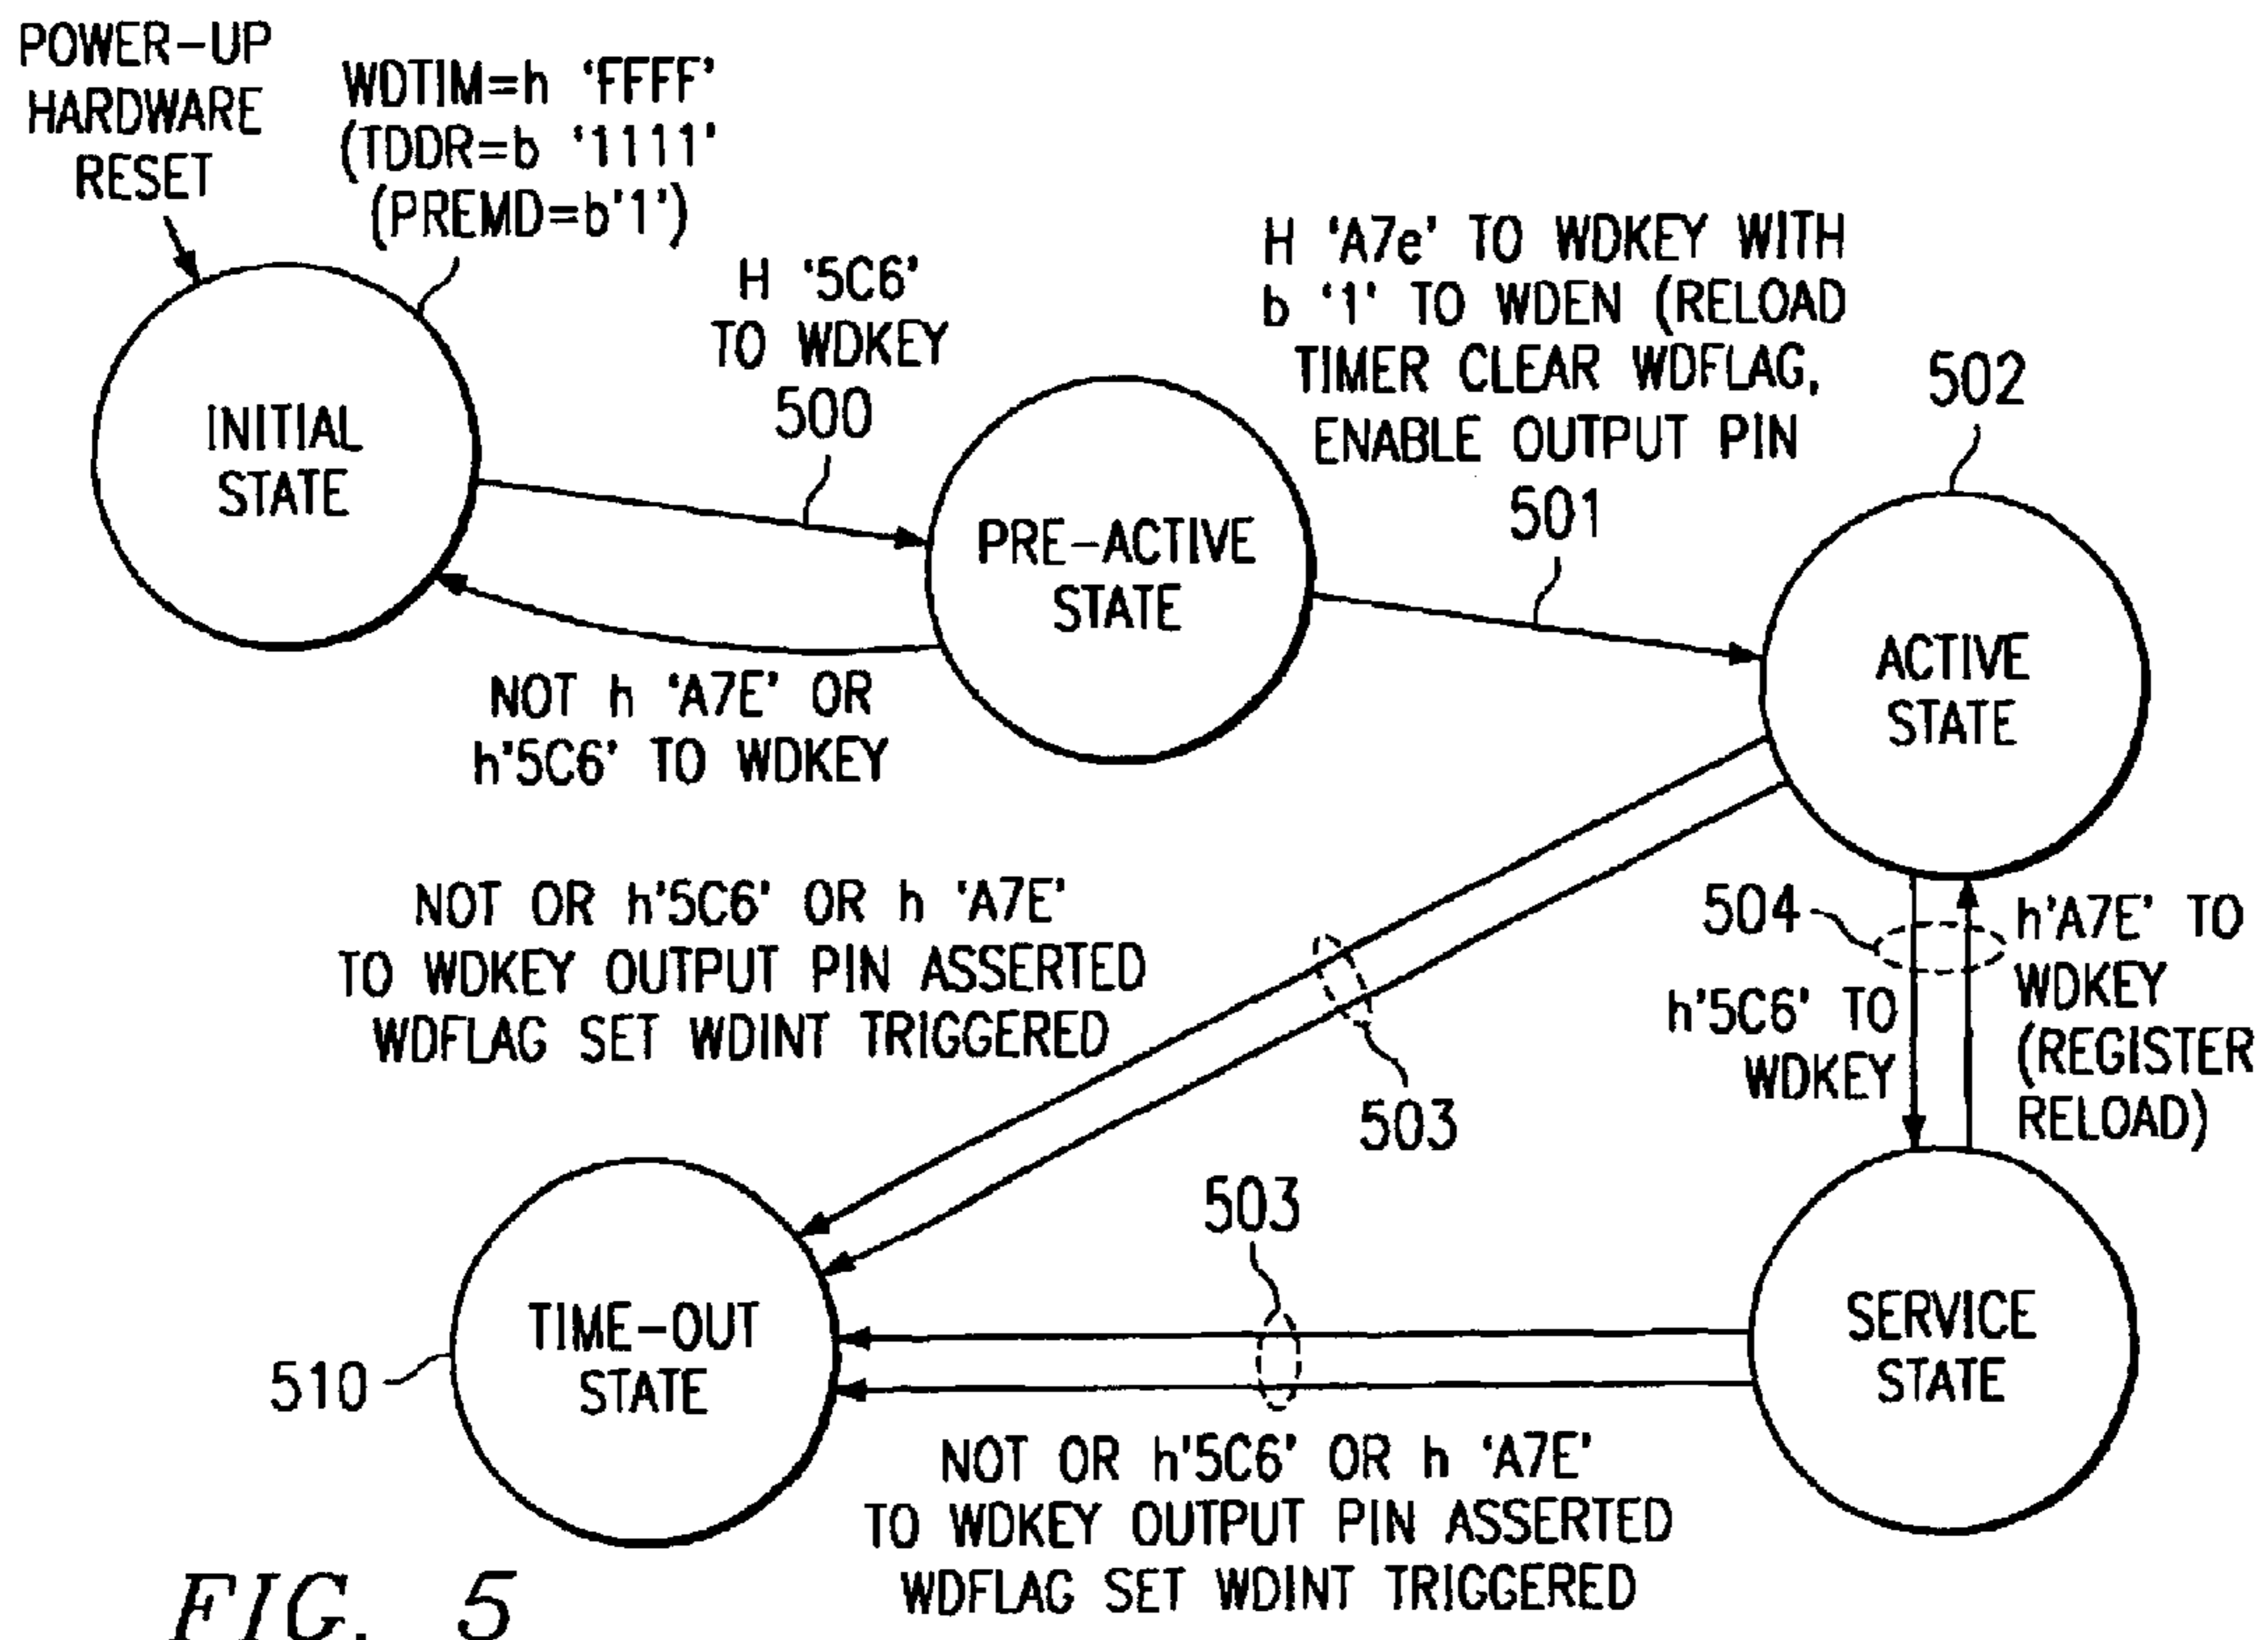 POWER-UP
HARDWARE
RESET
WDTIM=h 'FFFF'
(TDDR=b '1111'
(PREMD=b'1')
H '5C6'
TO WDKEY
500
H 'A7e' TO WDKEY WITH
b '1' TO WDEN (RELOAD
TIMER CLEAR WDFLAG,
ENABLE OUTPUT PIN
501
502
INITIAL
STATE
PRE-ACTIVE
STATE
ACTIVE
STATE
NOT h 'A7E' OR
h'5C6' TO WDKEY
NOT OR h'5C6' OR h 'A7E'
TO WDKEY OUTPUT PIN ASSERTED
WDFLAG SET WDINT TRIGGERED
503
504
h'5C6' TO
WDKEY
h'A7E' TO
WDKEY
(REGISTER
RELOAD)
503
TIME-OUT
STATE
510
SERVICE
STATE
NOT OR h'5C6' OR h 'A7E'
TO WDKEY OUTPUT PIN ASSERTED
WDFLAG SET WDINT TRIGGERED
FIG. 5